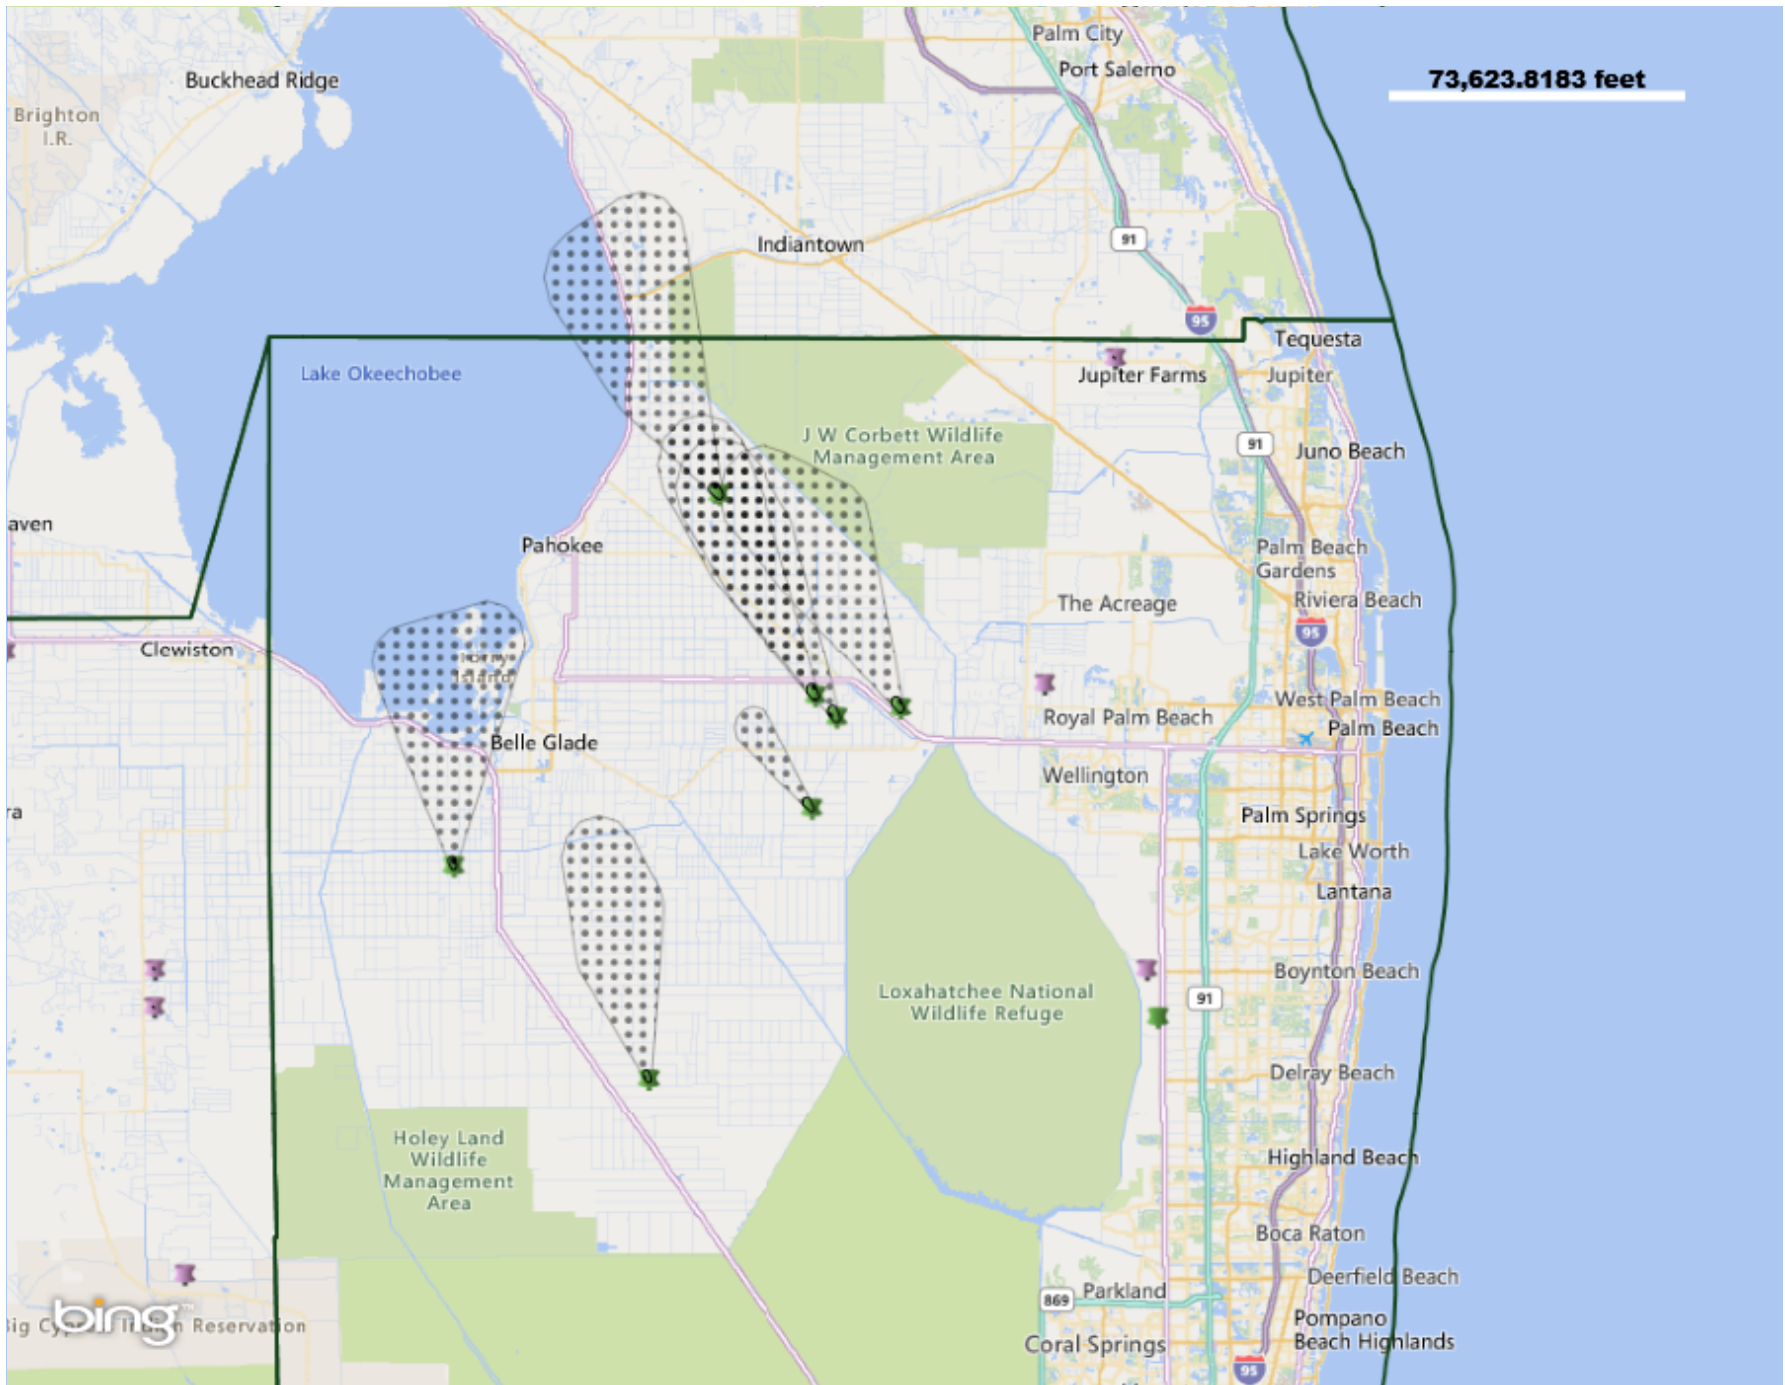 Palm City
Port Salerno
73,623.8183 feet
Buckhead Ridge
Brighton
I.R.
91
Indiantown
95
Tequesta
Lake Okeechobee
Jupiter Farms
Jupiter
J W Corbett Wildlife
Management Area
91
Juno Beach
aven
Pahokee
Palm Beach
Gardens
The Acreage
Riviera Beach
95
Clewiston
Torry
Island
West Palm Beach
Royal Palm Beach
Palm Beach
Belle Glade
Wellington
ra
Palm Springs
Lake Worth
Lantana
Boynton Beach
Loxahatchee National
Wildlife Refuge
91
Delray Beach
Holey Land
Wildlife
Management
Area
Highland Beach
Boca Raton
Deerfield Beach
869
Parkland
bing™
Reservation
Pompano
Beach Highlands
Coral Springs
95